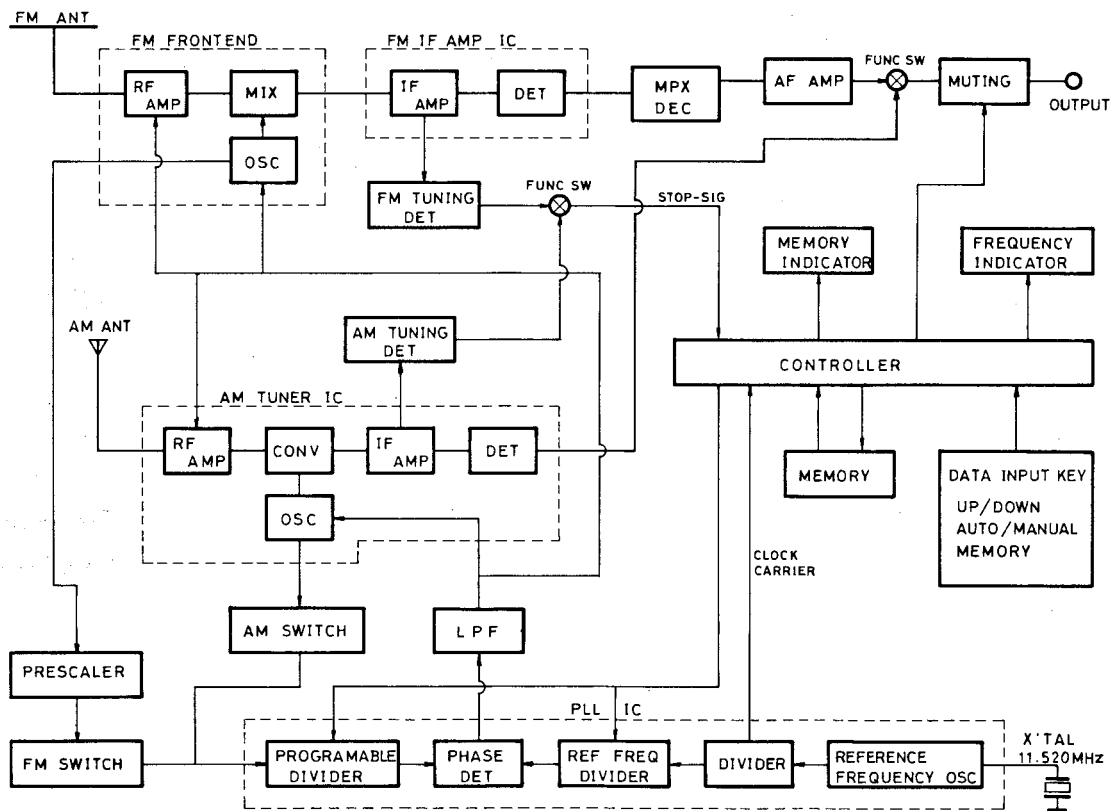 FM ANT
FM FRONTEND
FM IF AMP IC
RF
AMP
MIX
IF
AMP
DET
MPX
DEC
AF AMP
FUNC SW
MUTING
OUTPUT
OSC
FM TUNING
DET
FUNC SW
STOP-SIG
MEMORY
INDICATOR
FREQUENCY
INDICATOR
AM ANT
AM TUNING
DET
CONTROLLER
AM TUNER IC
RF
AMP
CONV
IF
AMP
DET
MEMORY
DATA INPUT KEY
UP/DOWN
AUTO/MANUAL
MEMORY
OSC
CLOCK
CARRIER
AM SWITCH
LPF
PRESCALER
PLL IC
FM SWITCH
PROGRAMABLE
DIVIDER
PHASE
DET
REF FREQ
DIVIDER
DIVIDER
REFERENCE
FREQUENCY OSC
X'TAL
11.520MHz